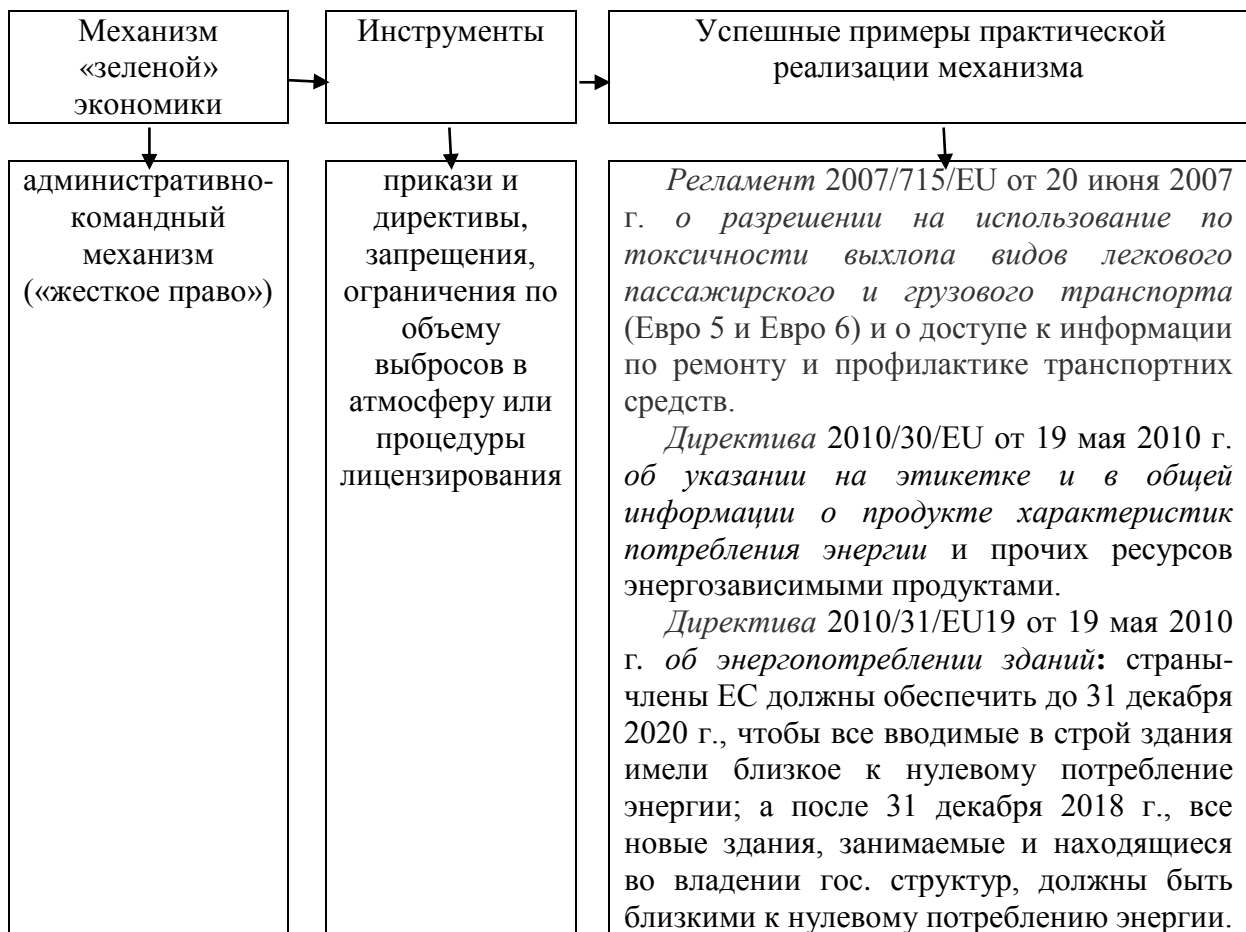 Механизм
«зеленой»
экономики
Инструменты
Успешные примеры практической
реализации механизма
административно-
командный
механизм
(«жесткое право»)
прикази и
директивы,
запрещения,
ограничения по
объему
выбросов в
атмосферу или
процедуры
лицензирования
Регламент 2007/715/EU от 20 июня 2007
г. о разрешении на использование по
токсичности выхлопа видов легкового
пассажирского и грузового транспорта
(Евро 5 и Евро 6) и о доступе к информации
по ремонту и профилактике транспортних
средств.
Директива 2010/30/EU от 19 мая 2010 г.
об указании на этикетке и в общей
информации о продукте характеристик
потребления энергии и прочих ресурсов
энергозависимыми продуктами.
Директива 2010/31/EU19 от 19 мая 2010
г. об энергопотреблении зданий: страны-
члены ЕС должны обеспечить до 31 декабря
2020 г., чтобы все вводимые в строй здания
имели близкое к нулевому потребление
энергии; а после 31 декабря 2018 г., все
новые здания, занимаемые и находящиеся
во владении гос. структур, должны быть
близкими к нулевому потреблению энергии.